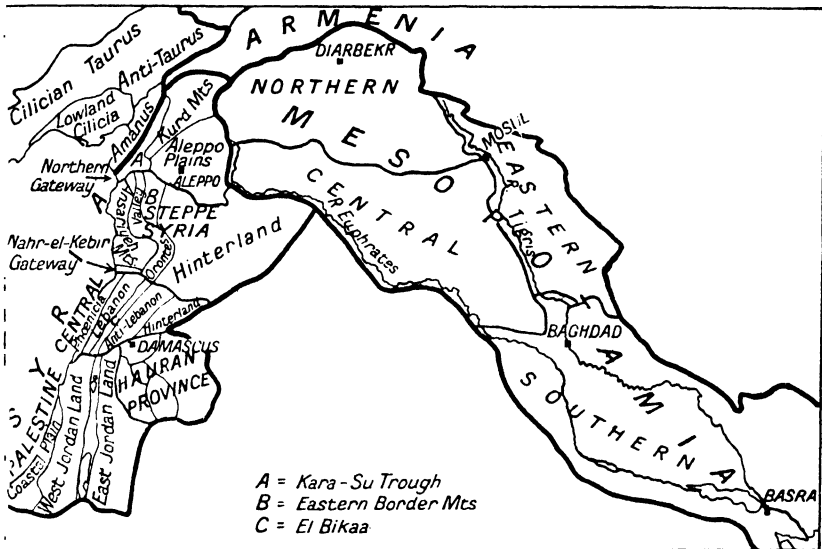 ARMENIA
Cilician Taurus
Anti-Taurus
DIARBEKR
NORTHERN
Lowland
Cilicia
Amanus
Kurd Mts
MESOPOTAMIA
MOSUL
EASTERN
Northern
Gateway
A
Aleppo
Plains
ALEPPO
CENTRAL
R Euphrates
R Tigris
SYRIA
Jesuh
Valley
B
STEPPE
SYRIA
Hinterland
Nahr-el-Kebir
Gateway
Orontes
CENTRAL
Phoenicia
Lebanon
C
Anti-Lebanon
Hinterland
DAMASCUS
HAURAN
PROVINCE
BAGHDAD
SOUTHERN
PALESTINE
Coastal Plain
West Jordan Land
East Jordan Land
A = Kara-Su Trough
B = Eastern Border Mts
C = El Bikaa
BASRA